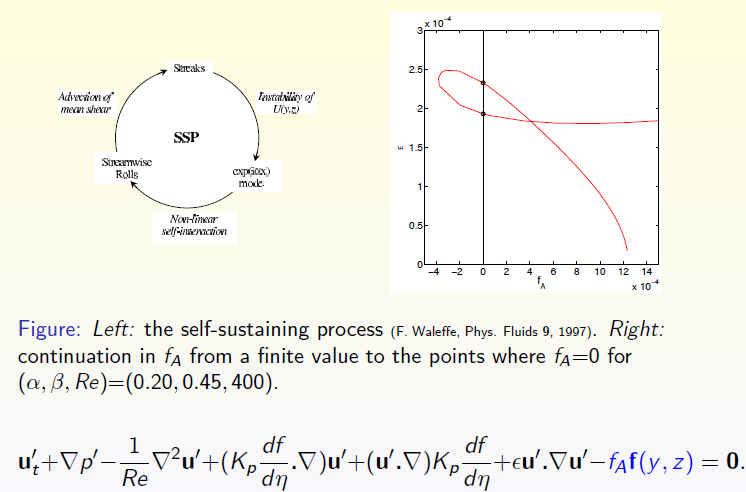 Streaks
Advection of
mean shear
Instability of
U(y,z)
SSP
Streamwise
Rolls
exp(iαx)
mode
Non-linear
self-interaction
x 10⁻⁴
3
2.5
2
1.5
1
0.5
0
ε
-4 -2 0 2 4 6 8 10 12 14
f_A
x 10⁻⁴
Figure: Left: the self-sustaining process (F. Waleffe, Phys. Fluids 9, 1997). Right:
continuation in f_A from a finite value to the points where f_A=0 for
(α, β, Re)=(0.20, 0.45, 400).
u′_t+∇p′−1/Re ∇²u′+(K_p df/dη.∇)u′+(u′.∇)K_p df/dη+εu′.∇u′−f_A f(y, z) = 0.